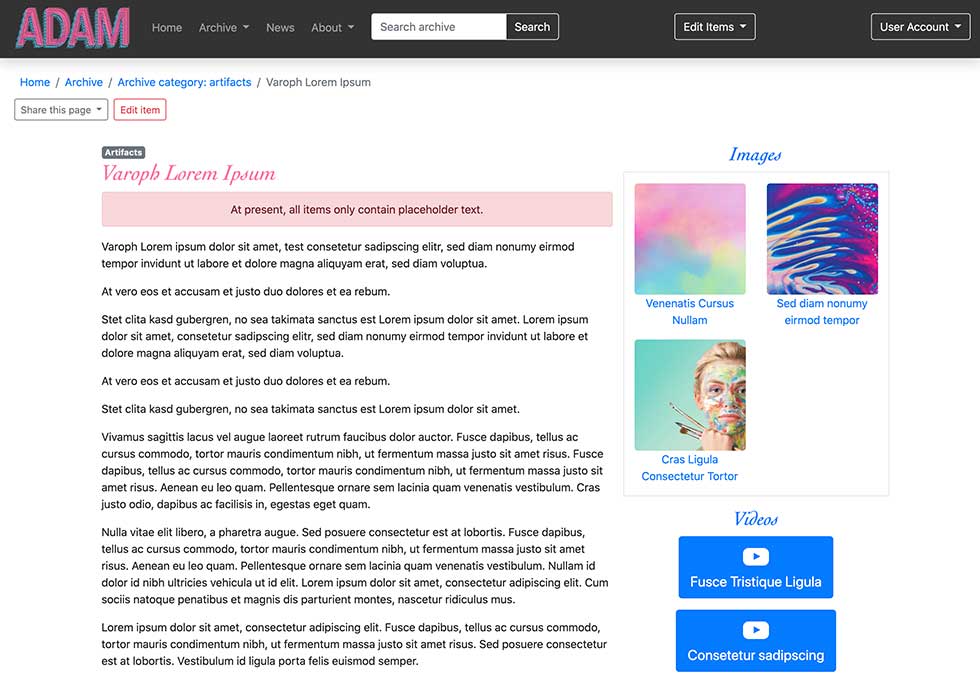 ADAM
Home
Archive
News
About
Search archive
Search
Edit Items
User Account
Home / Archive / Archive category: artifacts / Varoph Lorem Ipsum
Share this page
Edit item
Artifacts
Varoph Lorem Ipsum
At present, all items only contain placeholder text.
Varoph Lorem ipsum dolor sit amet, test consetetur sadipscing elitr, sed diam nonumy eirmod
tempor invidunt ut labore et dolore magna aliquyam erat, sed diam voluptua.
At vero eos et accusam et justo duo dolores et ea rebum.
Stet clita kasd gubergren, no sea takimata sanctus est Lorem ipsum dolor sit amet. Lorem ipsum
dolor sit amet, consetetur sadipscing elitr, sed diam nonumy eirmod tempor invidunt ut labore et
dolore magna aliquyam erat, sed diam voluptua.
At vero eos et accusam et justo duo dolores et ea rebum.
Stet clita kasd gubergren, no sea takimata sanctus est Lorem ipsum dolor sit amet.
Vivamus sagittis lacus vel augue laoreet rutrum faucibus dolor auctor. Fusce dapibus, tellus ac
cursus commodo, tortor mauris condimentum nibh, ut fermentum massa justo sit amet risus. Fusce
dapibus, tellus ac cursus commodo, tortor mauris condimentum nibh, ut fermentum massa justo sit
amet risus. Aenean eu leo quam. Pellentesque ornare sem lacinia quam venenatis vestibulum. Cras
justo odio, dapibus ac facilisis in, egestas eget quam.
Nulla vitae elit libero, a pharetra augue. Sed posuere consectetur est at lobortis. Fusce dapibus,
tellus ac cursus commodo, tortor mauris condimentum nibh, ut fermentum massa justo sit amet
risus. Aenean eu leo quam. Pellentesque ornare sem lacinia quam venenatis vestibulum. Nullam id
dolor id nibh ultricies vehicula ut id elit. Lorem ipsum dolor sit amet, consectetur adipiscing elit. Cum
sociis natoque penatibus et magnis dis parturient montes, nascetur ridiculus mus.
Lorem ipsum dolor sit amet, consectetur adipiscing elit. Fusce dapibus, tellus ac cursus commodo,
tortor mauris condimentum nibh, ut fermentum massa justo sit amet risus. Sed posuere consectetur
est at lobortis. Vestibulum id ligula porta felis euismod semper.
Images
Venenatis Cursus
Nullam
Sed diam nonumy
eirmod tempor
Cras Ligula
Consectetur Tortor
Videos
Fusce Tristique Ligula
Consetetur sadipscing